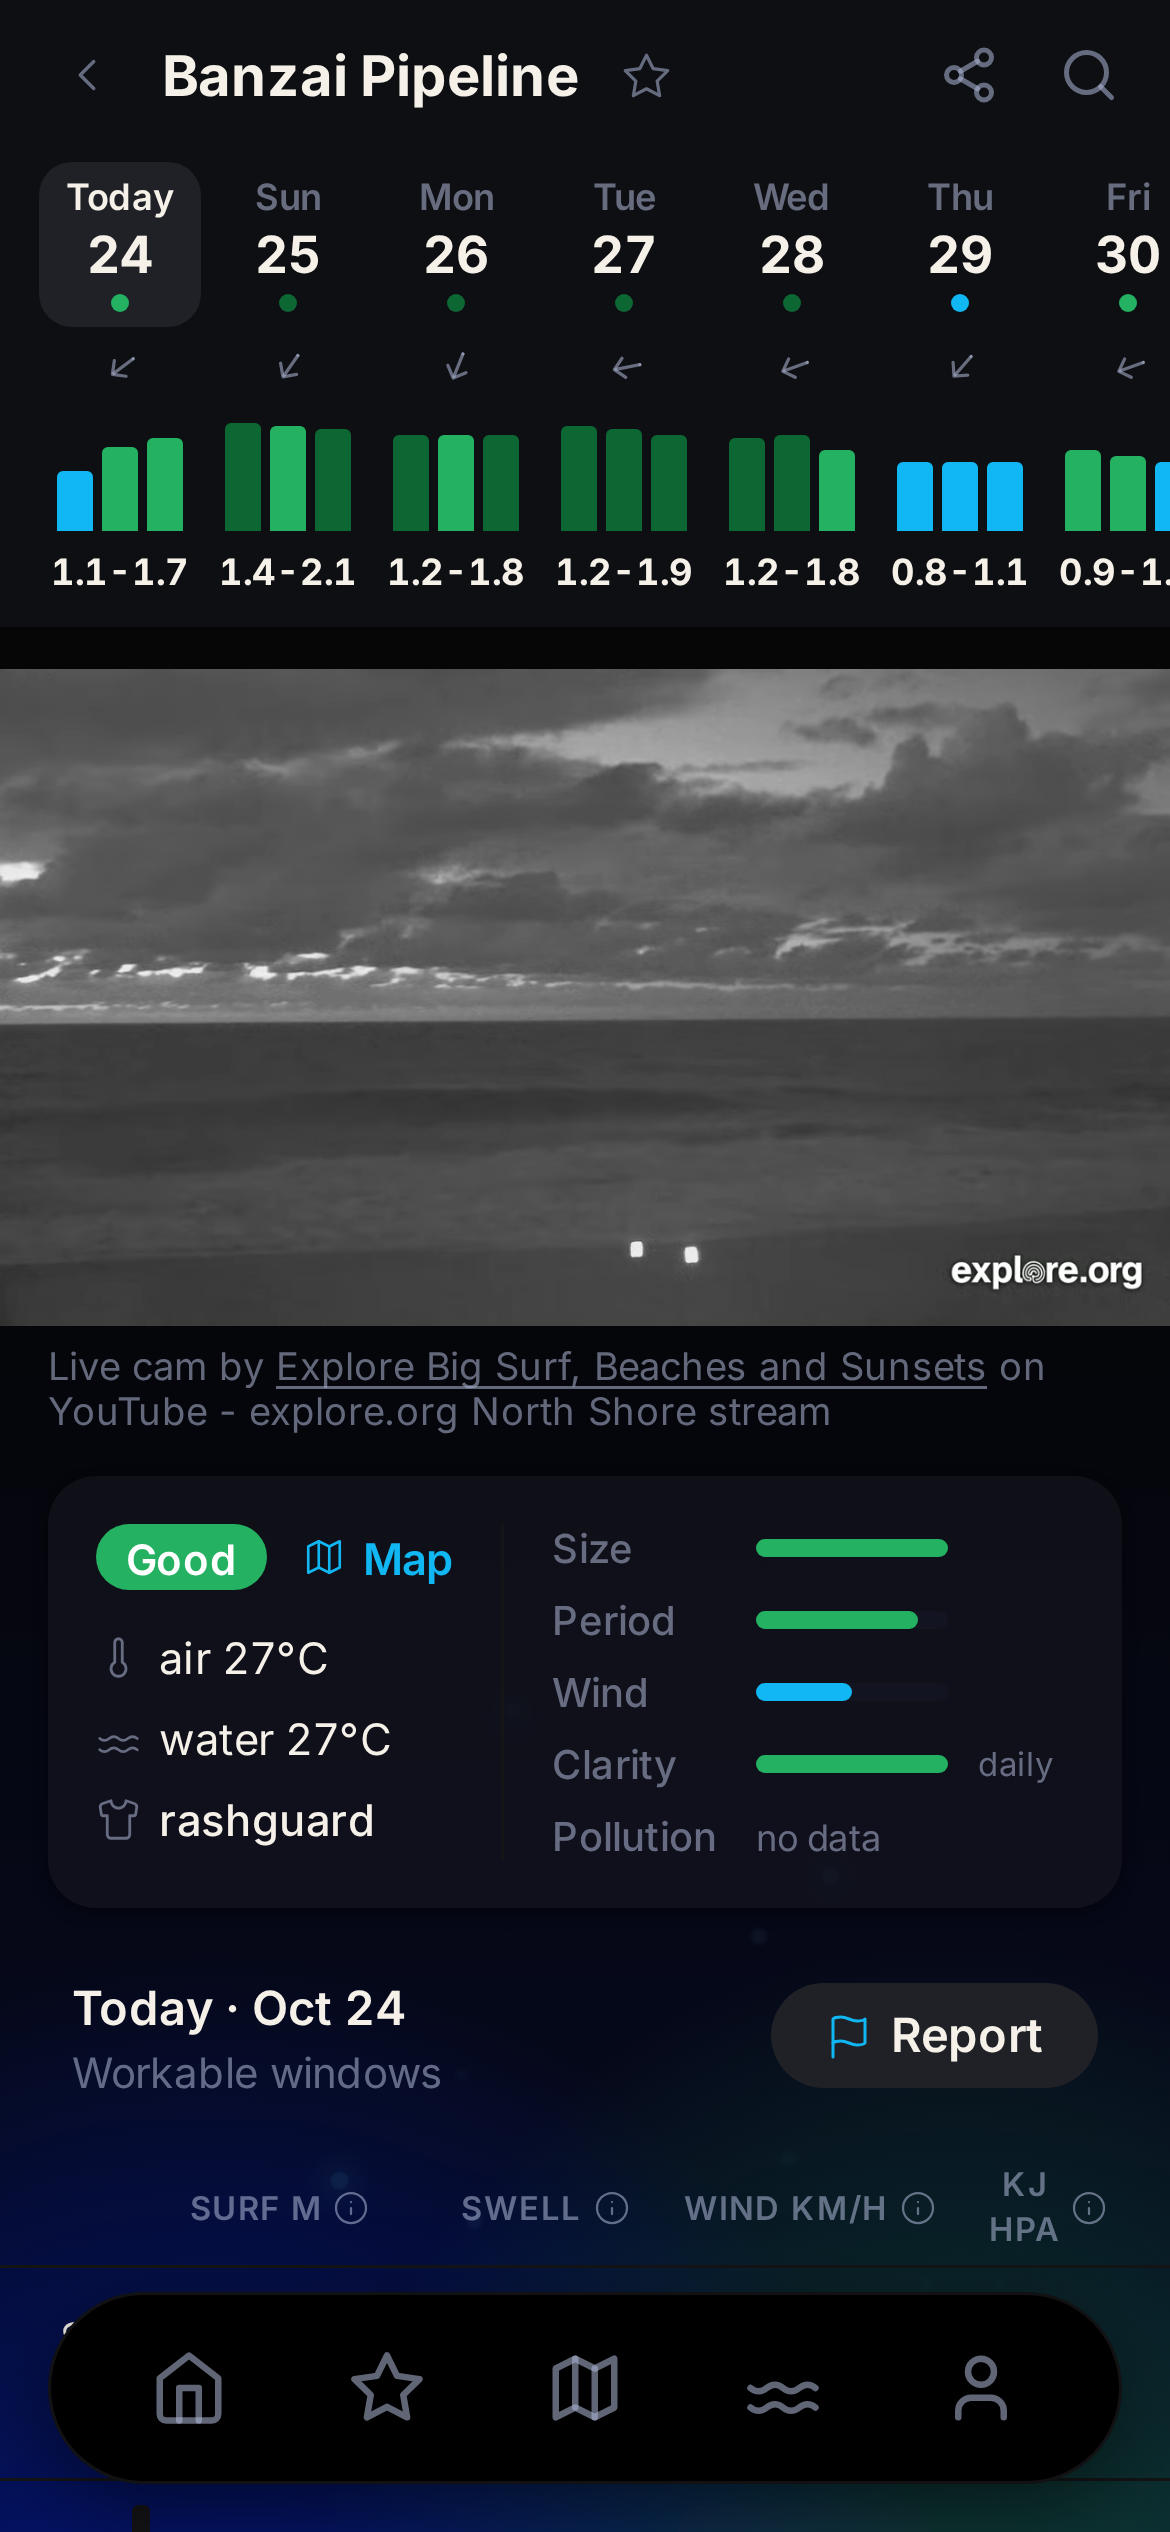 Banzai Pipeline
Today Sun Mon Tue Wed Thu Fri
24 25 26 27 28 29 30
1.1-1.7 1.4-2.1 1.2-1.8 1.2-1.9 1.2-1.8 0.8-1.1 0.9-1.
explore.org
Live cam by Explore Big Surf, Beaches and Sunsets on
YouTube - explore.org North Shore stream
Good Map
air 27°C
water 27°C
rashguard
Size
Period
Wind
Clarity daily
Pollution no data
Today · Oct 24
Workable windows
Report
SURF M SWELL WIND KM/H KJ
HPA